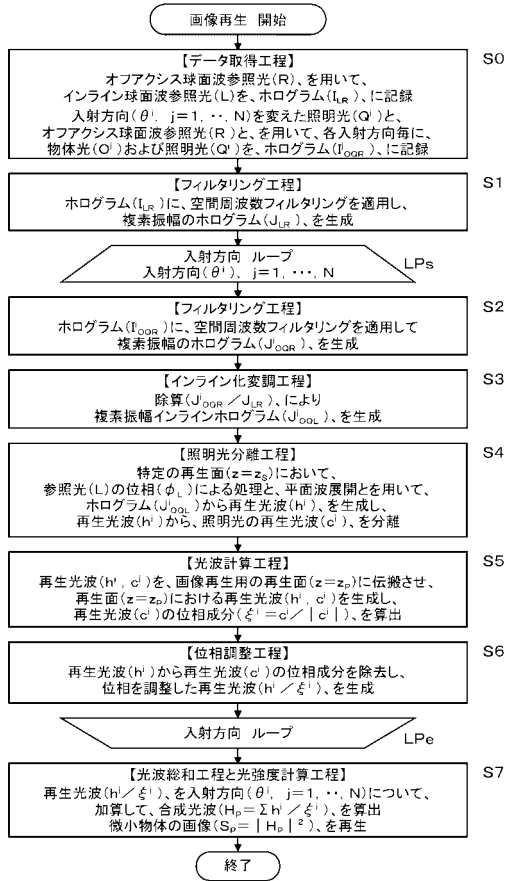 画像再生 開始
S0
【データ取得工程】
オフアクシス球面波参照光(R)、を用いて、
インライン球面波参照光(L)を、ホログラム(I_LR)、に記録
入射方向(θ^j, j=1, ‥, N)を変えた照明光(Q^j)と、
オフアクシス球面波参照光(R)と、を用いて、各入射方向毎に、
物体光(O^j)および照明光(Q^j)を、ホログラム(I^j_OQR)、に記録
S1
【フィルタリング工程】
ホログラム(I_LR)に、空間周波数フィルタリングを適用し、
複素振幅のホログラム(J_LR)、を生成
入射方向 ループ
入射方向(θ^j)、j=1, ・・・, N
LPs
S2
【フィルタリング工程】
ホログラム(I^j_OQR)に、空間周波数フィルタリングを適用して
複素振幅のホログラム(J^j_OQR)、を生成
S3
【インライン化変調工程】
除算(J^j_OQR/J_LR)、により
複素振幅インラインホログラム(J^j_OQL)、を生成
S4
【照明光分離工程】
特定の再生面(z=z_S)において、
参照光(L)の位相(φ_L)による処理と、平面波展開とを用いて、
ホログラム(J^j_OQL)から再生光波(h^j)、を生成し、
再生光波(h^j)から、照明光の再生光波(c^j)、を分離
S5
【光波計算工程】
再生光波(h^j, c^j)を、画像再生用の再生面(z=z_P)に伝搬させ、
再生面(z=z_P)における再生光波(h^j, c^j)を生成し、
再生光波(c^j)の位相成分(ξ^j=c^j/|c^j|)、を算出
S6
【位相調整工程】
再生光波(h^j)から再生光波(c^j)の位相成分を除去し、
位相を調整した再生光波(h^j/ξ^j)、を生成
入射方向 ループ
LPe
S7
【光波総和工程と光強度計算工程】
再生光波(h^j/ξ^j)、を入射方向(θ^j, j=1, ‥, N)について、
加算して、合成光波(H_P=Σh^j/ξ^j)、を算出
微小物体の画像(S_P=|H_P|^2)、を再生
終了